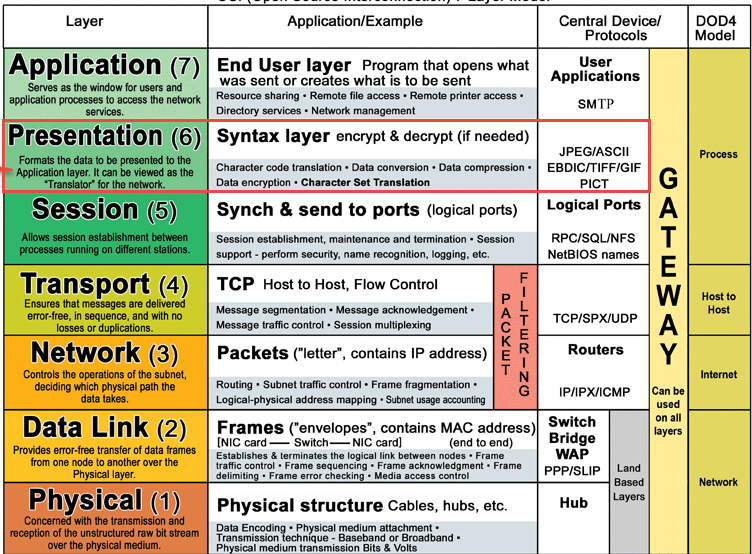 Layer
Application/Example
Central Device/
Protocols
DOD4
Model
Application (7)
Serves as the window for users and
application processes to access the network
services.
End User layer Program that opens what
was sent or creates what is to be sent
Resource sharing • Remote file access • Remote printer access •
Directory services • Network management
User
Applications
SMTP
Presentation (6)
Formats the data to be presented to the
Application layer. It can be viewed as the
"Translator" for the network.
Syntax layer encrypt & decrypt (if needed)
Character code translation • Data conversion • Data compression •
Data encryption • Character Set Translation
JPEG/ASCII
EBDIC/TIFF/GIF
PICT
Process
Session (5)
Allows session establishment between
processes running on different stations.
Synch & send to ports (logical ports)
Session establishment, maintenance and termination • Session
support - perform security, name recognition, logging, etc.
Logical Ports
RPC/SQL/NFS
NetBIOS names
Transport (4)
Ensures that messages are delivered
error-free, in sequence, and with no
losses or duplications.
TCP Host to Host, Flow Control
Message segmentation • Message acknowledgement •
Message traffic control • Session multiplexing
TCP/SPX/UDP
Host to
Host
PACKET
FILTERING
Network (3)
Controls the operations of the subnet,
deciding which physical path the
data takes.
Packets ("letter", contains IP address)
Routing • Subnet traffic control • Frame fragmentation •
Logical-physical address mapping • Subnet usage accounting
Routers
IP/IPX/ICMP
Internet
GATEWAY
Can be
used
on all
layers
Data Link (2)
Provides error-free transfer of data frames
from one node to another over the
Physical layer.
Frames ("envelopes", contains MAC address)
[NIC card — Switch — NIC card] (end to end)
Establishes & terminates the logical link between nodes • Frame
traffic control • Frame sequencing • Frame acknowledgment • Frame
delimiting • Frame error checking • Media access control
Switch
Bridge
WAP
PPP/SLIP
Land
Based
Layers
Network
Physical (1)
Concerned with the transmission and
reception of the unstructured raw bit stream
over the physical medium.
Physical structure Cables, hubs, etc.
Data Encoding • Physical medium attachment •
Transmission technique - Baseband or Broadband •
Physical medium transmission Bits & Volts
Hub